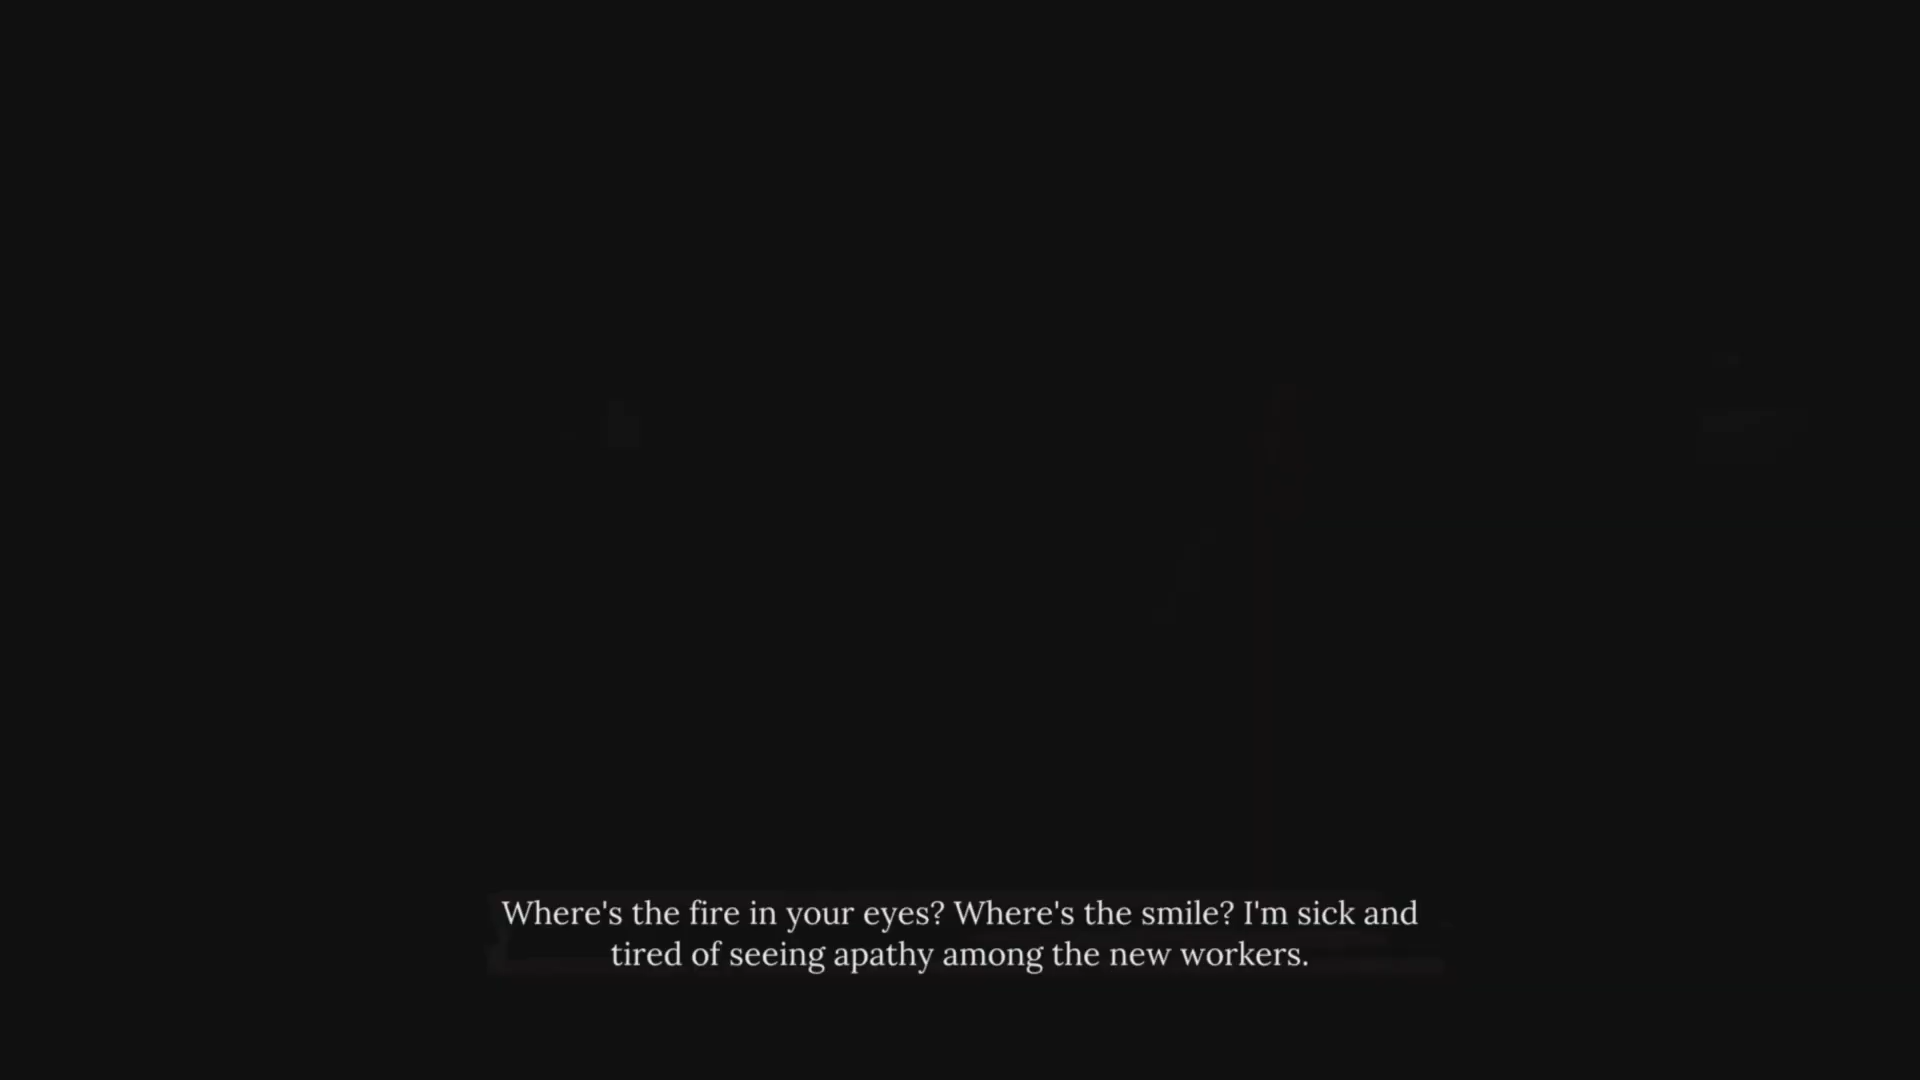 Where's the fire in your eyes? Where's the smile? I'm sick and
tired of seeing apathy among the new workers.